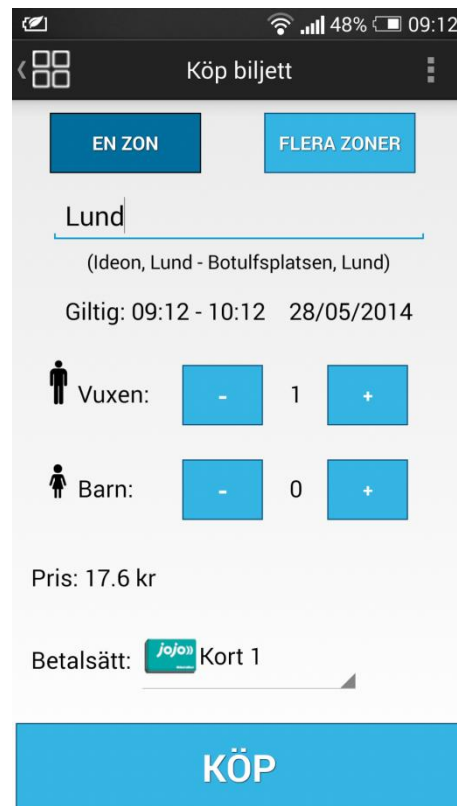 48% 09:12
Köp biljett
EN ZON FLERA ZONER
Lund
(Ideon, Lund - Botulfsplatsen, Lund)
Giltig: 09:12 - 10:12 28/05/2014
Vuxen: - 1 +
Barn: - 0 +
Pris: 17.6 kr
Betalsätt: jojo Kort 1
KÖP